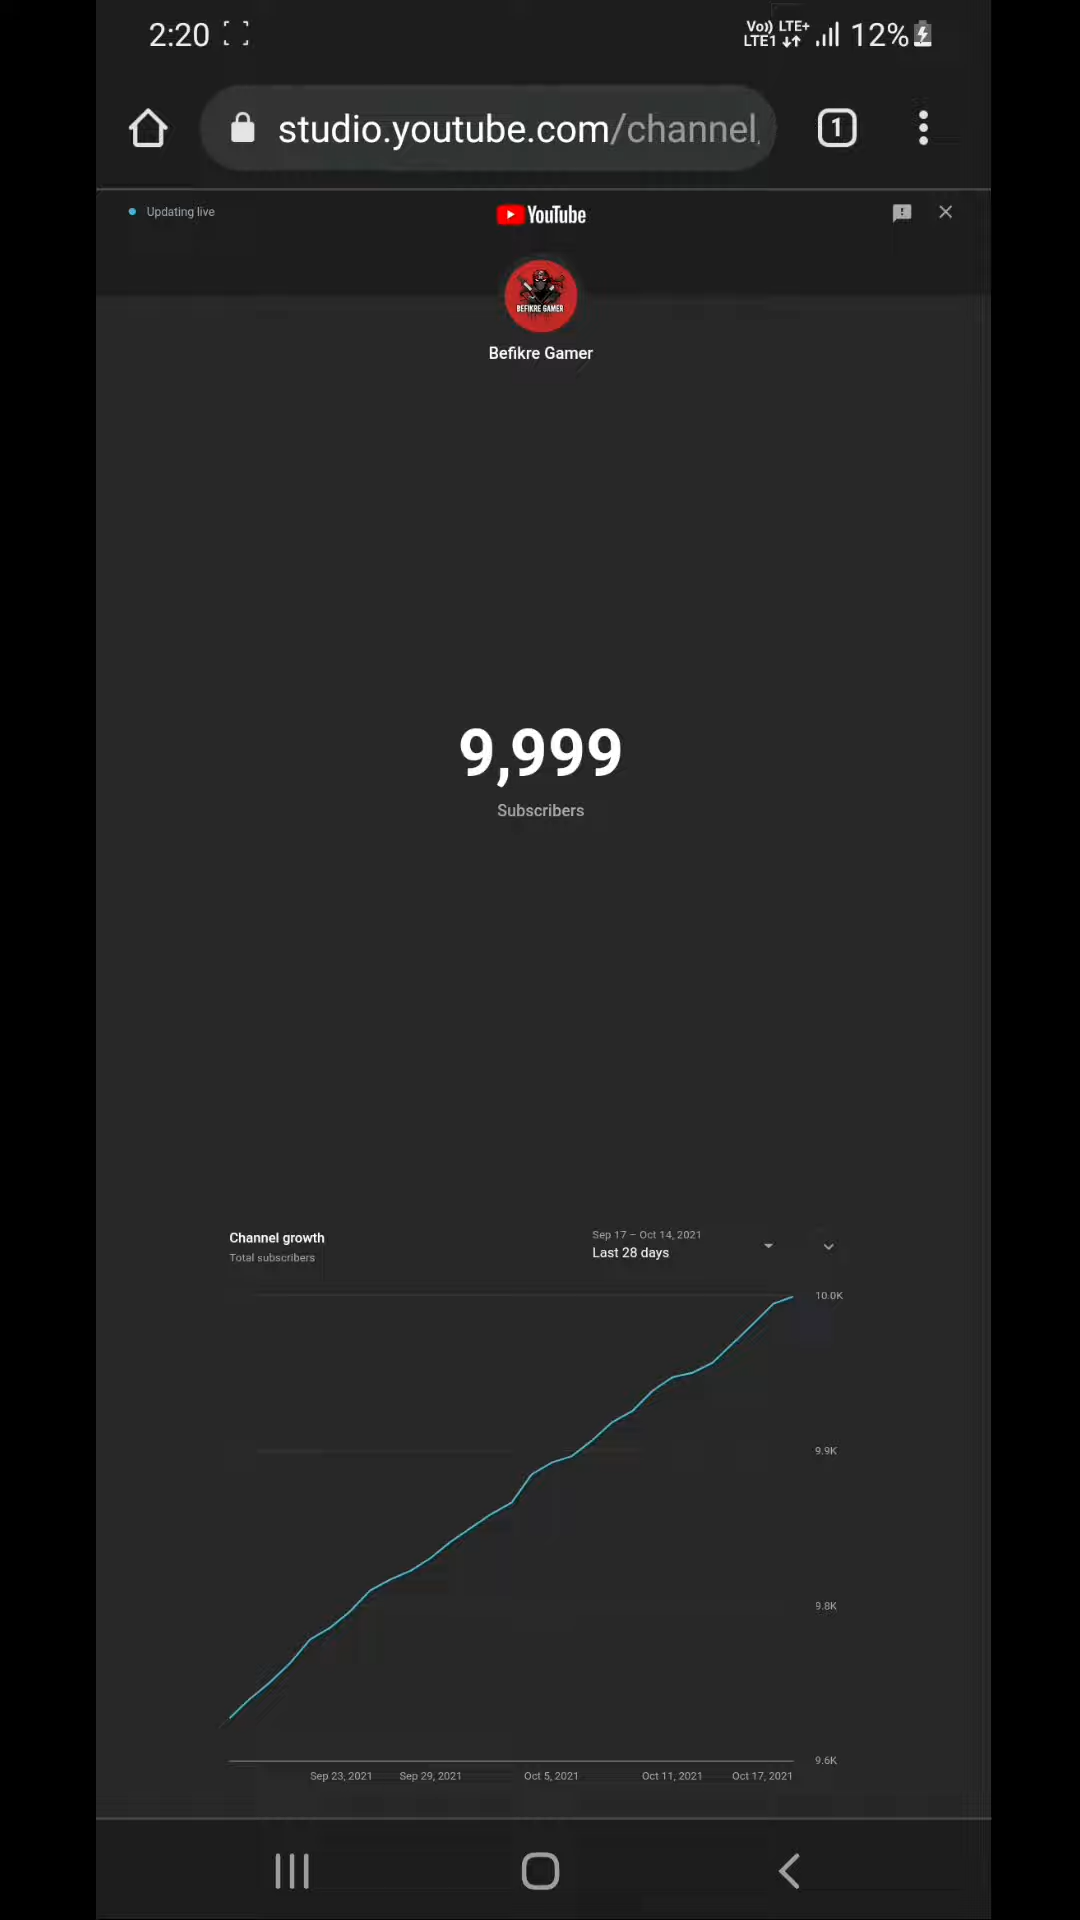 2:20
Vo)) LTE+
LTE1
12%
studio.youtube.com/channel
1
Updating live
YouTube
BEFIKRE GAMER
Befikre Gamer
9,999
Subscribers
Channel growth
Total subscribers
Sep 17 – Oct 14, 2021
Last 28 days
10.0K
9.9K
9.8K
9.6K
Sep 23, 2021 Sep 29, 2021 Oct 5, 2021 Oct 11, 2021 Oct 17, 2021